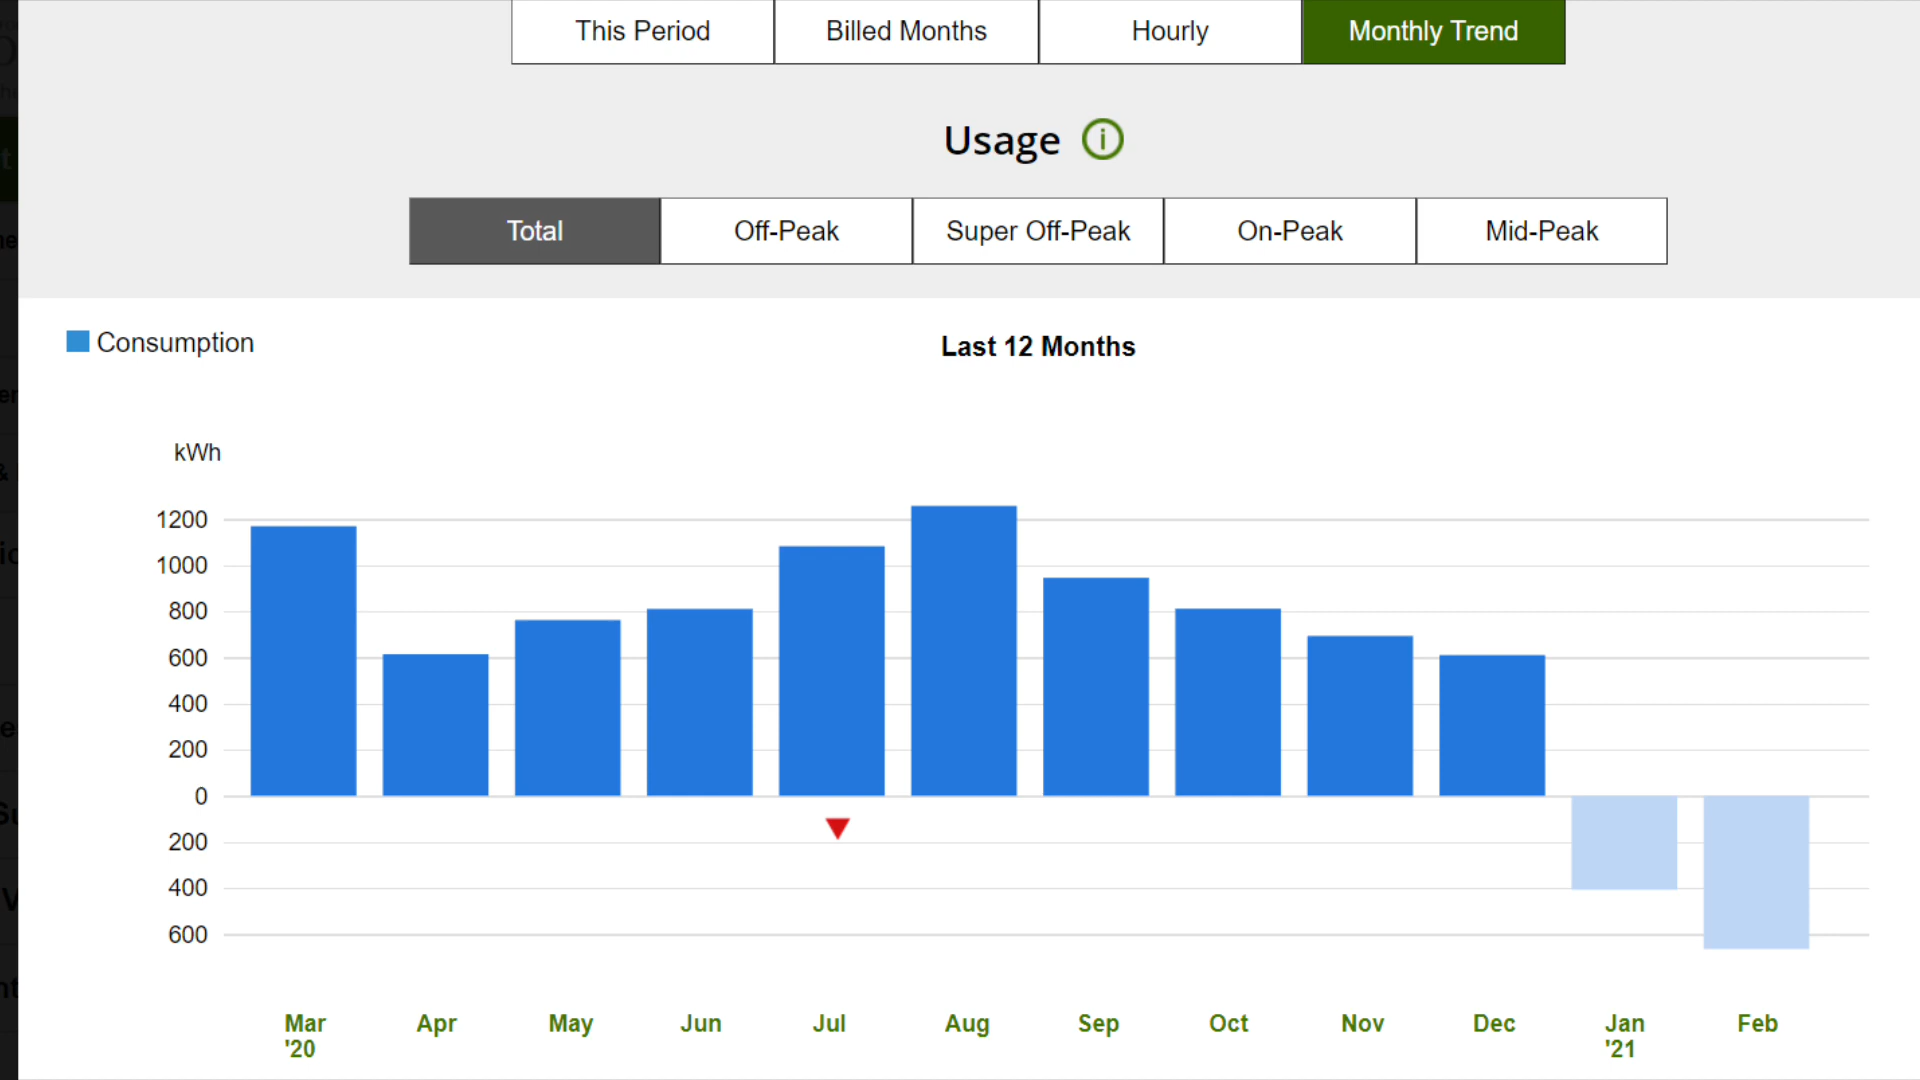 This Period Billed Months Hourly Monthly Trend
Usage i
Total Off-Peak Super Off-Peak On-Peak Mid-Peak
Consumption
Last 12 Months
kWh
1200
1000
800
600
400
200
0
200
400
600
Mar Apr May Jun Jul Aug Sep Oct Nov Dec Jan Feb
'20 '21